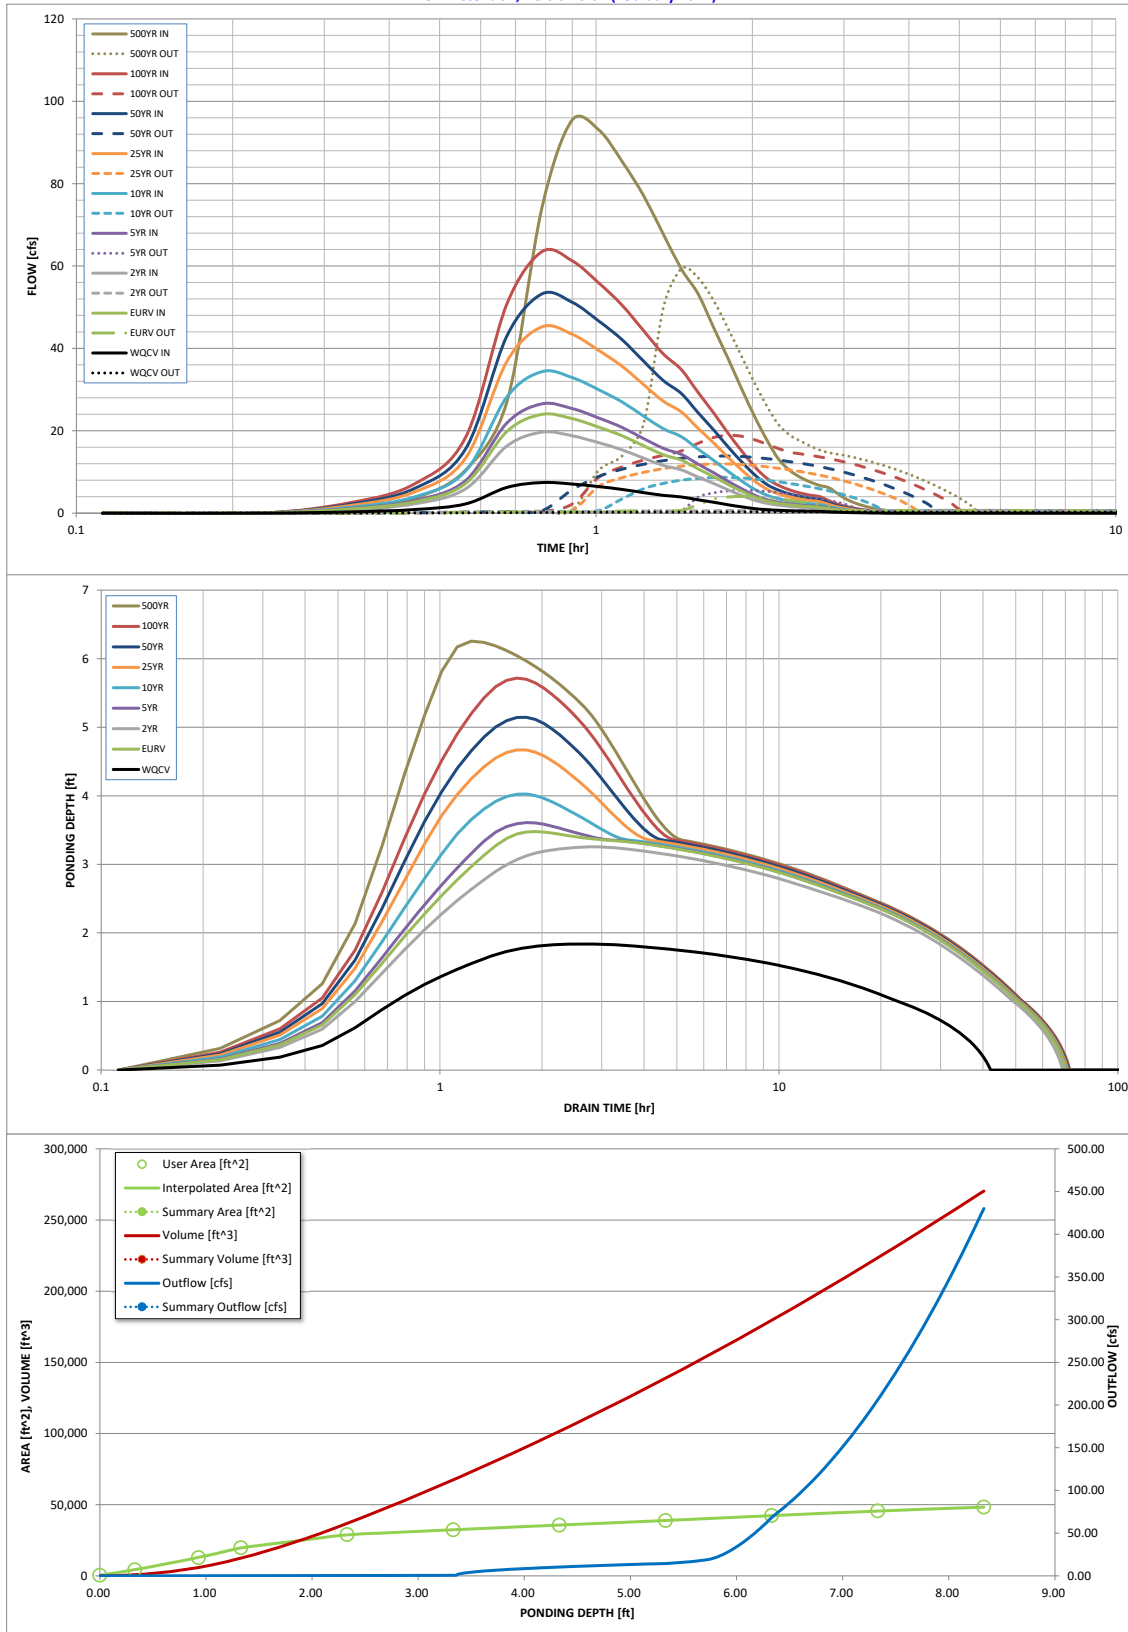 120
100
80
60
40
20
0
FLOW [cfs]
500YR IN
500YR OUT
100YR IN
100YR OUT
50YR IN
50YR OUT
25YR IN
25YR OUT
10YR IN
10YR OUT
5YR IN
5YR OUT
2YR IN
2YR OUT
EURV IN
EURV OUT
WQCV IN
WQCV OUT
0.1
1
10
TIME [hr]
7
6
5
4
3
2
1
0
PONDING DEPTH [ft]
500YR
100YR
50YR
25YR
10YR
5YR
2YR
EURV
WQCV
0.1
1
10
100
DRAIN TIME [hr]
300,000
250,000
200,000
150,000
100,000
50,000
0
AREA [ft^2], VOLUME [ft^3]
User Area [ft^2]
Interpolated Area [ft^2]
Summary Area [ft^2]
Volume [ft^3]
Summary Volume [ft^3]
Outflow [cfs]
Summary Outflow [cfs]
500.00
450.00
400.00
350.00
300.00
250.00
200.00
150.00
100.00
50.00
0.00
OUTFLOW [cfs]
0.00
1.00
2.00
3.00
4.00
5.00
6.00
7.00
8.00
9.00
PONDING DEPTH [ft]